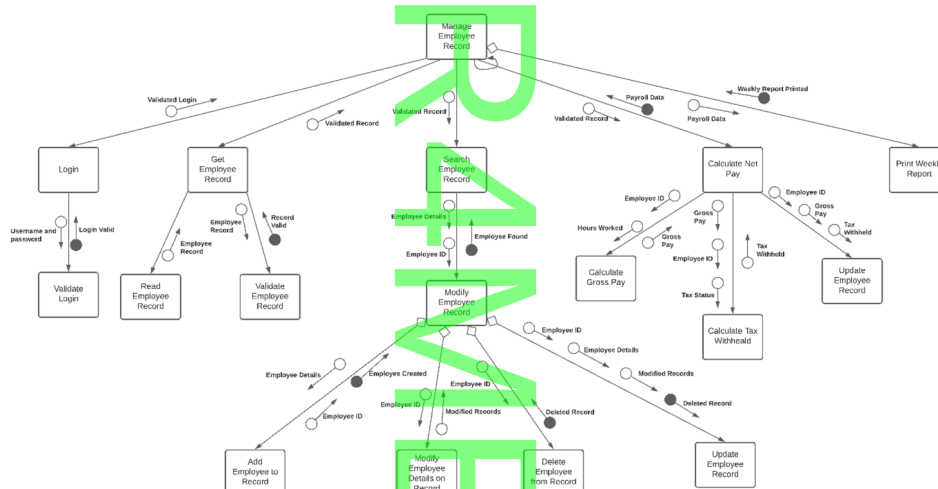 Manage
Employee
Record
Validated Login
Validated Record
Validated Record
Payroll Data
Validated Record
Payroll Data
Weekly Report Printed
Login
Get
Employee
Record
Search
Employee
Record
Calculate Net
Pay
Print Weekl
Report
Username and
password
Login Valid
Employee
Record
Employee
Record
Record
Valid
Employee Details
Employee ID
Employee Found
Employee ID
Hours Worked
Gross
Pay
Gross
Pay
Employee ID
Tax Status
Tax
Withheld
Employee ID
Gross
Pay
Tax
Withheld
Validate
Login
Read
Employee
Record
Validate
Employee
Record
Modify
Employee
Record
Calculate
Gross Pay
Calculate Tax
Withheald
Update
Employee
Record
Employee Details
Employee Created
Employee ID
Employee ID
Modified Records
Employee ID
Deleted Record
Employee ID
Employee Details
Modified Records
Deleted Record
Add
Employee to
Record
Modify
Employee
Details on
Record
Delete
Employee
from Record
Update
Employee
Record